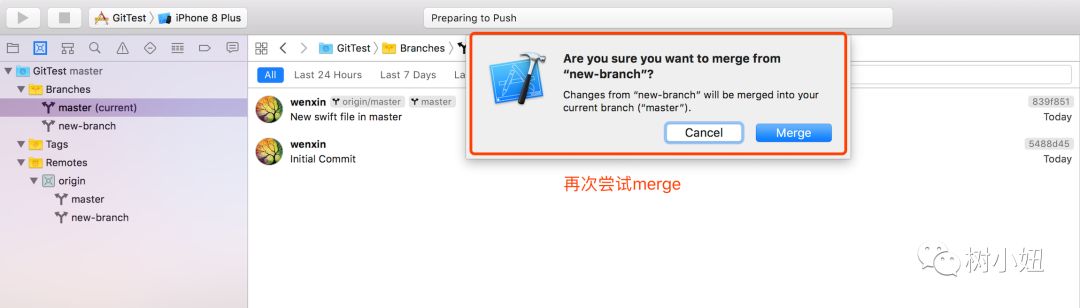 GitTest
iPhone 8 Plus
Preparing to Push
GitTest master
GitTest
Branches
Branches
master (current)
new-branch
Tags
Remotes
origin
master
new-branch
All
Last 24 Hours
Last 7 Days
La
wenxin
origin/master
master
839f851
New swift file in master
Today
wenxin
5488d45
Initial Commit
Today
Are you sure you want to merge from
“new-branch”?
Changes from “new-branch” will be merged into your
current branch (“master”).
Cancel
Merge
再次尝试merge
树小妞